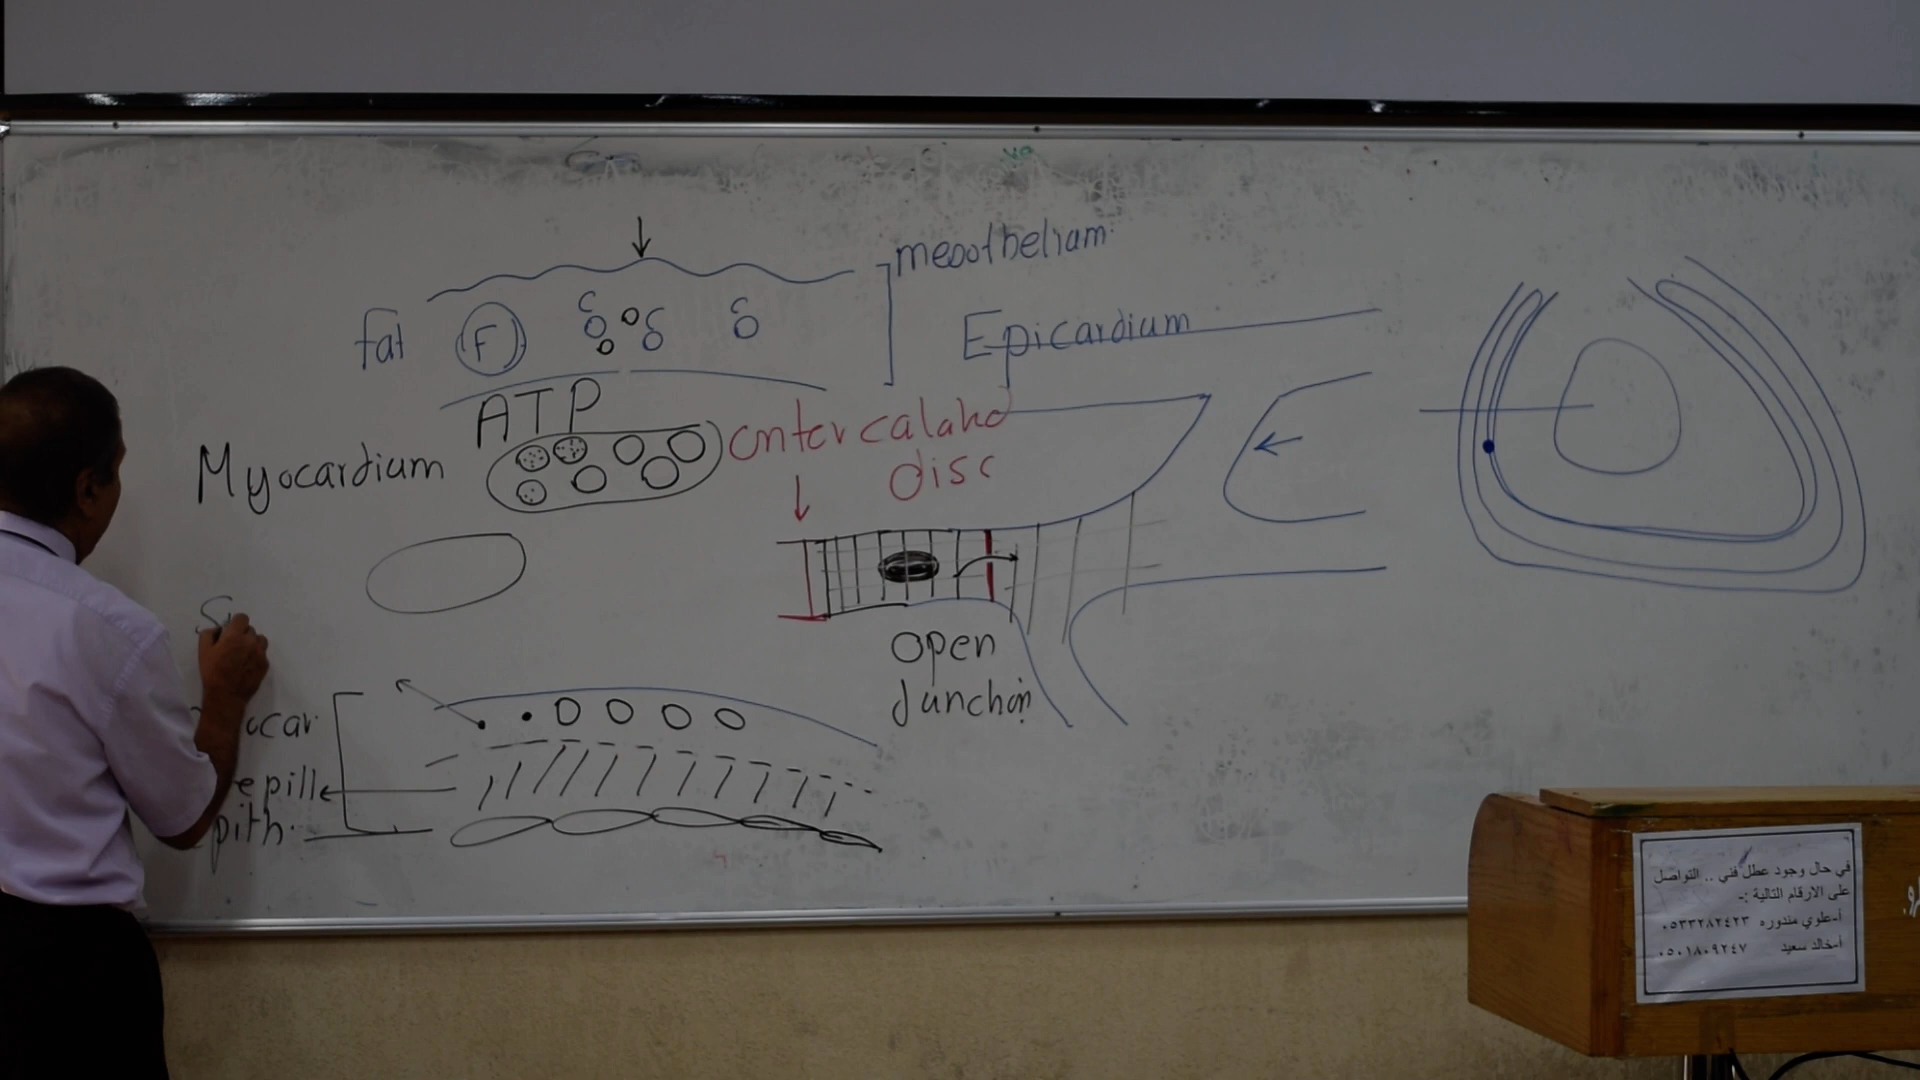 mesothelium
fat
F
Epicardium
ATP
Myocardium
entercalated
disc
open
Junction
ocar
epill
pith.
في حال وجود عطل فني .. التواصل
على الارقام التالية :-
أ-علوي مندوره ٠٥٣٣٢٨٢٤٢٣
أ-خالد سعيد ٠٥٠١٨٠٩٢٤٧